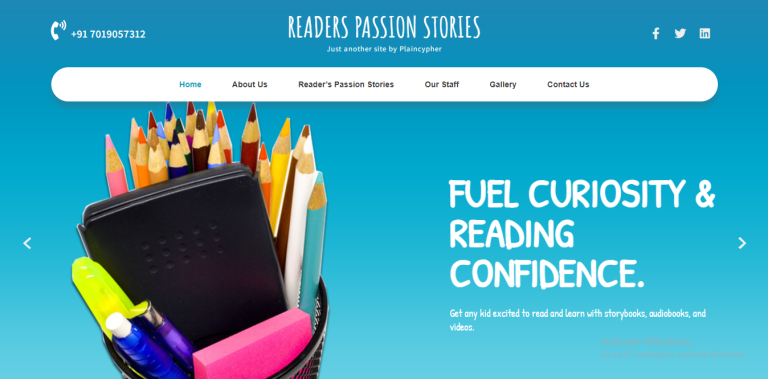 +91 7019057312
READERS PASSION STORIES
Just another site by Plaincypher
Home About Us Reader's Passion Stories Our Staff Gallery Contact Us
FUEL CURIOSITY &
READING
CONFIDENCE.
Get any kid excited to read and learn with storybooks, audiobooks, and
videos.